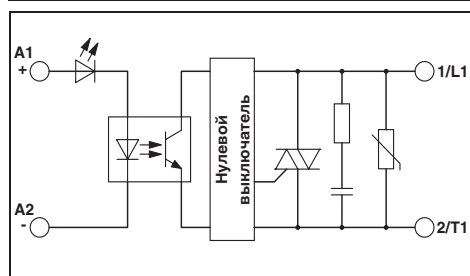 A1
+
1/L1
Нулевой
выключатель
A2
-
2/T1